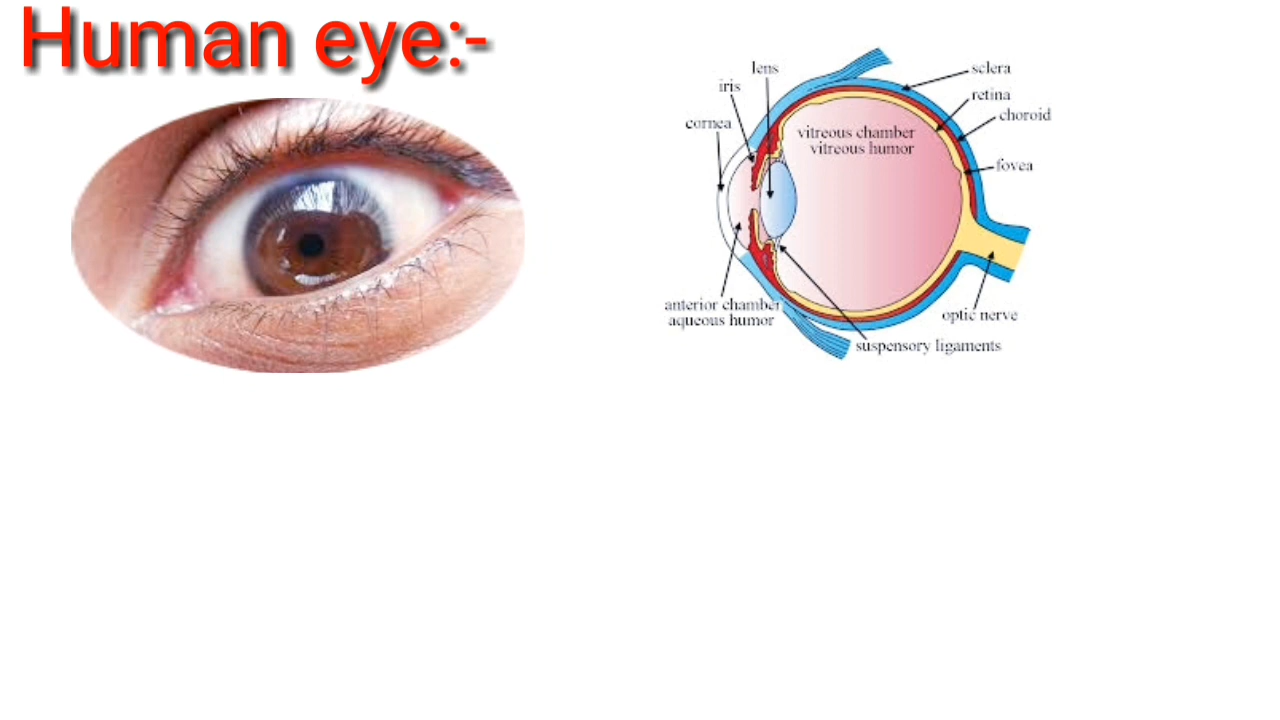 Human eye:-
lens
iris
cornea
sclera
retina
choroid
vitreous chamber
vitreous humor
fovea
anterior chamber
aqueous humor
optic nerve
suspensory ligaments